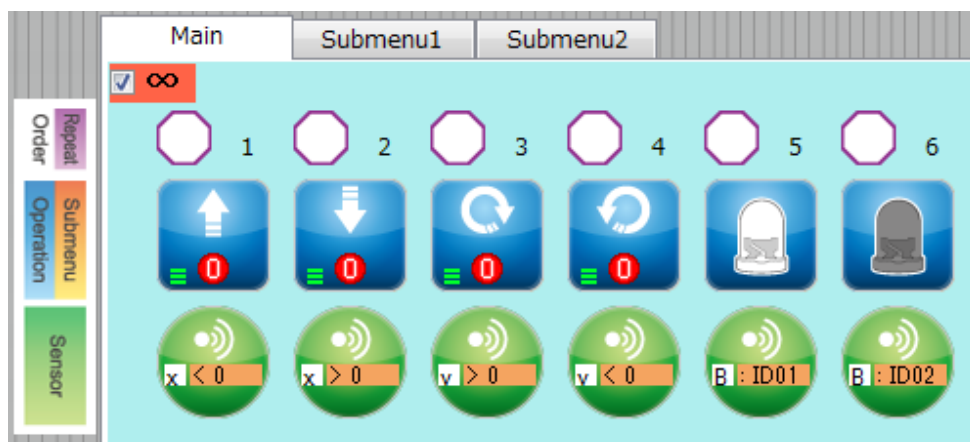 Main Submenu1 Submenu2
∞
Repeat
Order
1 2 3 4 5 6
Submenu
Operation
0 0 0 0
Sensor
x < 0 x > 0 y > 0 y < 0 B : ID01 B : ID02